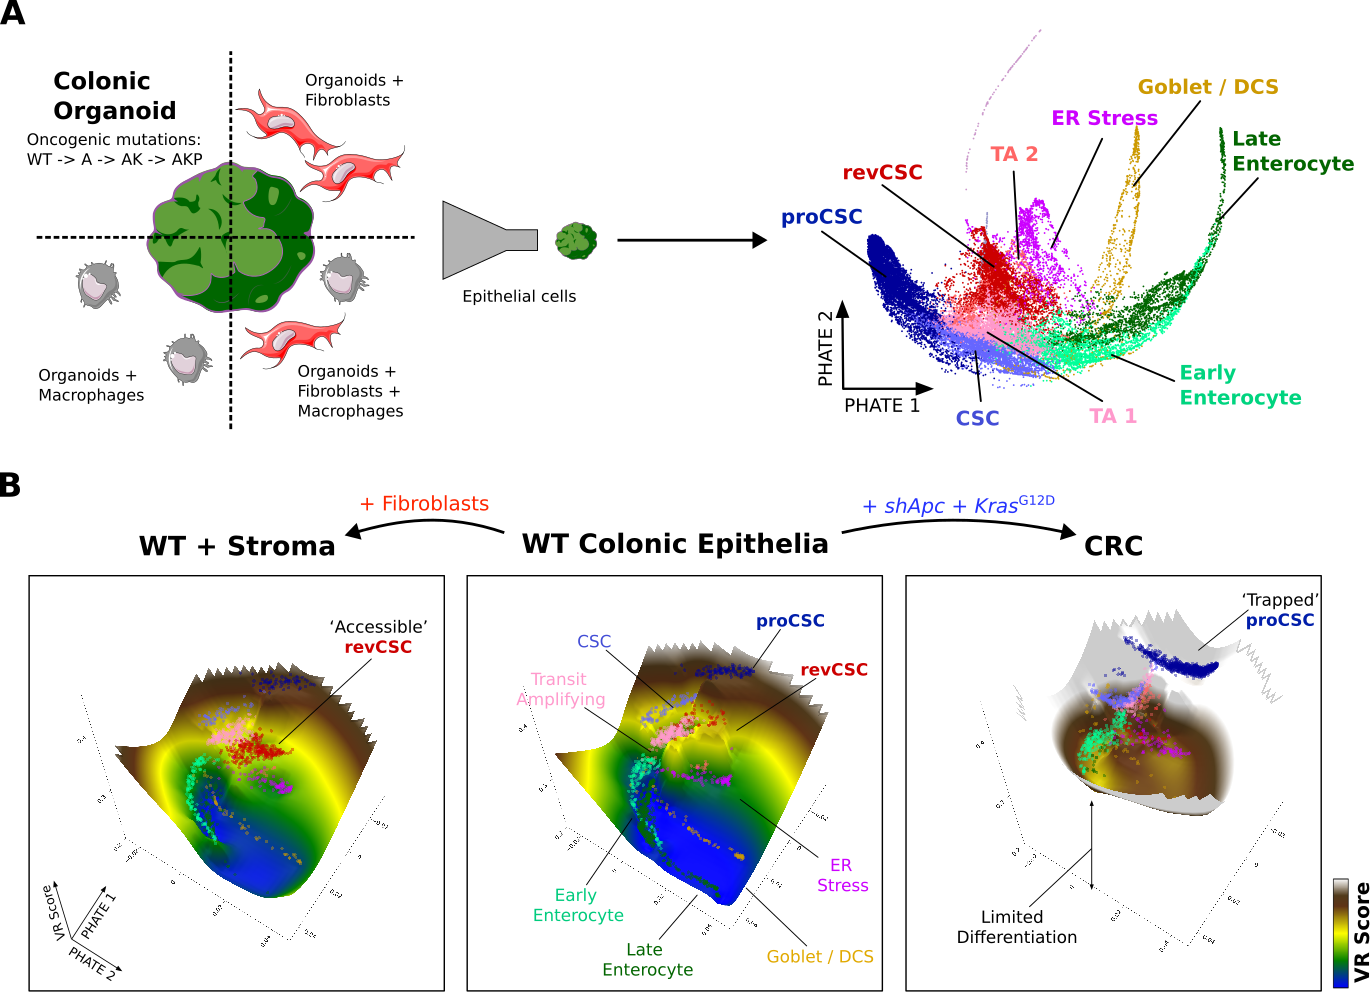 A
Colonic
Organoid
Oncogenic mutations:
WT -> A -> AK -> AKP
Organoids +
Fibroblasts
Organoids +
Macrophages
Organoids +
Fibroblasts +
Macrophages
Epithelial cells
proCSC
revCSC
TA 2
ER Stress
Goblet / DCS
Late
Enterocyte
Early
Enterocyte
TA 1
CSC
PHATE 2
PHATE 1
B
+ Fibroblasts
+ shApc + KrasG12D
WT + Stroma
WT Colonic Epithelia
CRC
‘Accessible’
revCSC
VR Score
PHATE 1
PHATE 2
proCSC
CSC
revCSC
Transit
Amplifying
ER
Stress
Early
Enterocyte
Late
Enterocyte
Goblet / DCS
‘Trapped’
proCSC
Limited
Differentiation
VR Score